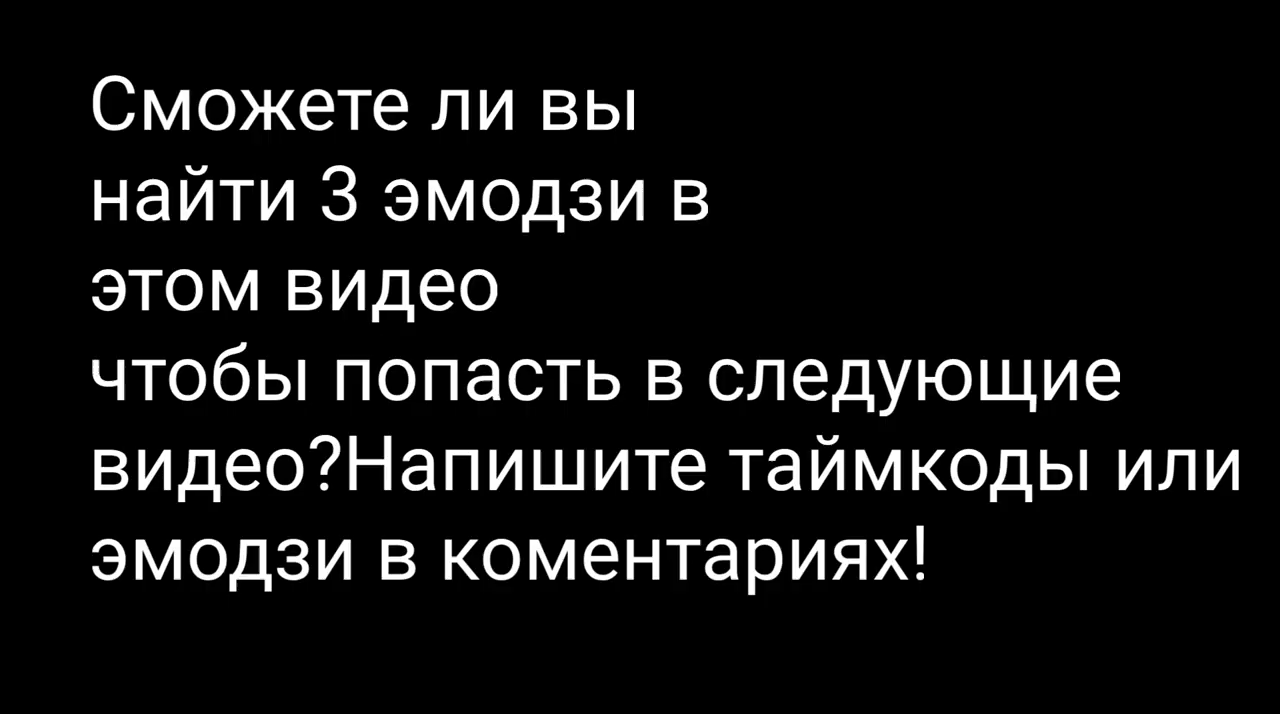 Сможете ли вы
найти 3 эмодзи в
этом видео
чтобы попасть в следующие
видео?Напишите таймкоды или
эмодзи в коментариях!